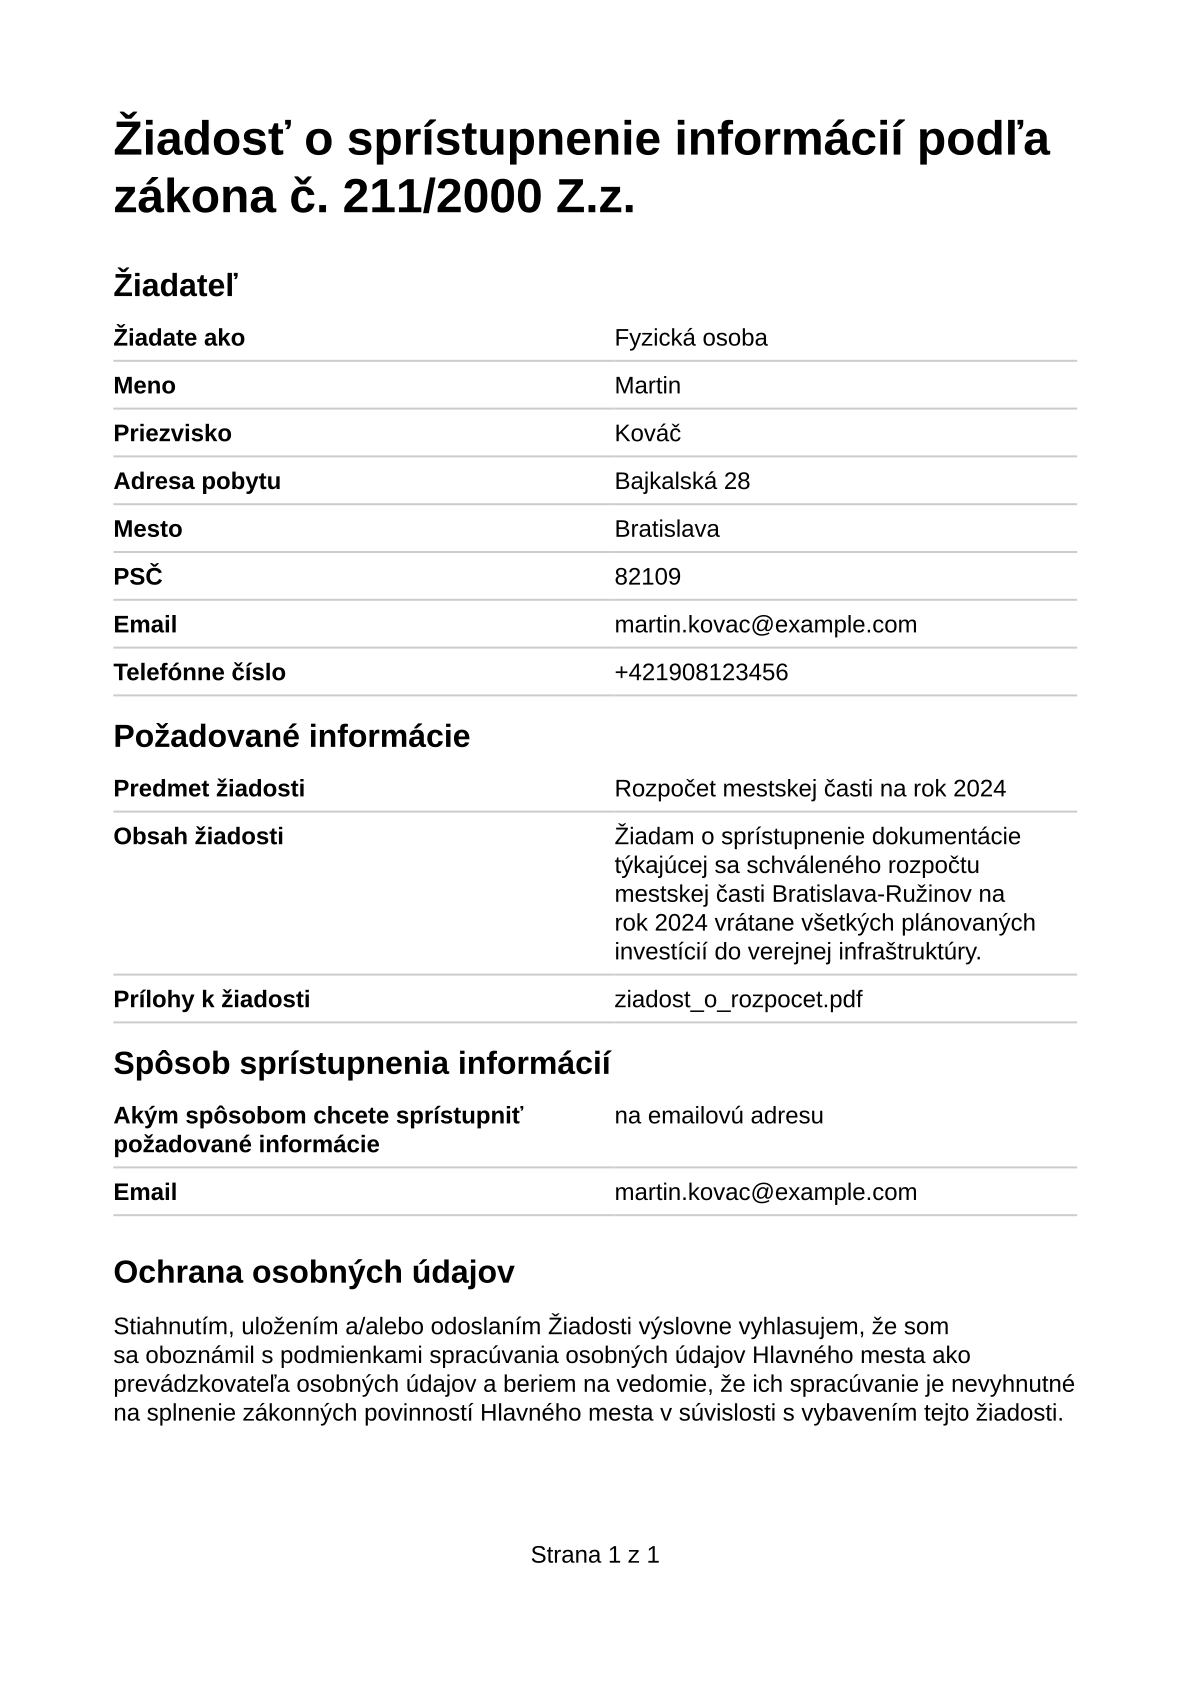 Žiadosť o sprístupnenie informácií podľa
zákona č. 211/2000 Z.z.
Žiadateľ
Žiadate ako Fyzická osoba
Meno Martin
Priezvisko Kováč
Adresa pobytu Bajkalská 28
Mesto Bratislava
PSČ 82109
Email martin.kovac@example.com
Telefónne číslo +421908123456
Požadované informácie
Predmet žiadosti Rozpočet mestskej časti na rok 2024
Obsah žiadosti Žiadam o sprístupnenie dokumentácie
týkajúcej sa schváleného rozpočtu
mestskej časti Bratislava-Ružinov na
rok 2024 vrátane všetkých plánovaných
investícií do verejnej infraštruktúry.
Prílohy k žiadosti ziadost_o_rozpocet.pdf
Spôsob sprístupnenia informácií
Akým spôsobom chcete sprístupniť na emailovú adresu
požadované informácie
Email martin.kovac@example.com
Ochrana osobných údajov
Stiahnutím, uložením a/alebo odoslaním Žiadosti výslovne vyhlasujem, že som
sa oboznámil s podmienkami spracúvania osobných údajov Hlavného mesta ako
prevádzkovateľa osobných údajov a beriem na vedomie, že ich spracúvanie je nevyhnutné
na splnenie zákonných povinností Hlavného mesta v súvislosti s vybavením tejto žiadosti.
Strana 1 z 1